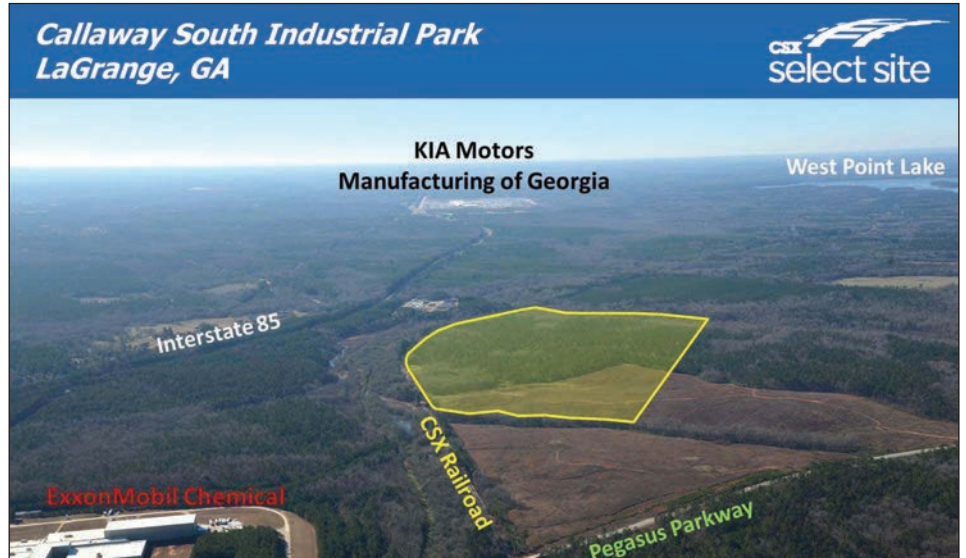 Callaway South Industrial Park
LaGrange, GA
CSX
select site
KIA Motors
Manufacturing of Georgia
West Point Lake
Interstate 85
CSX Railroad
ExxonMobil Chemical
Pegasus Parkway